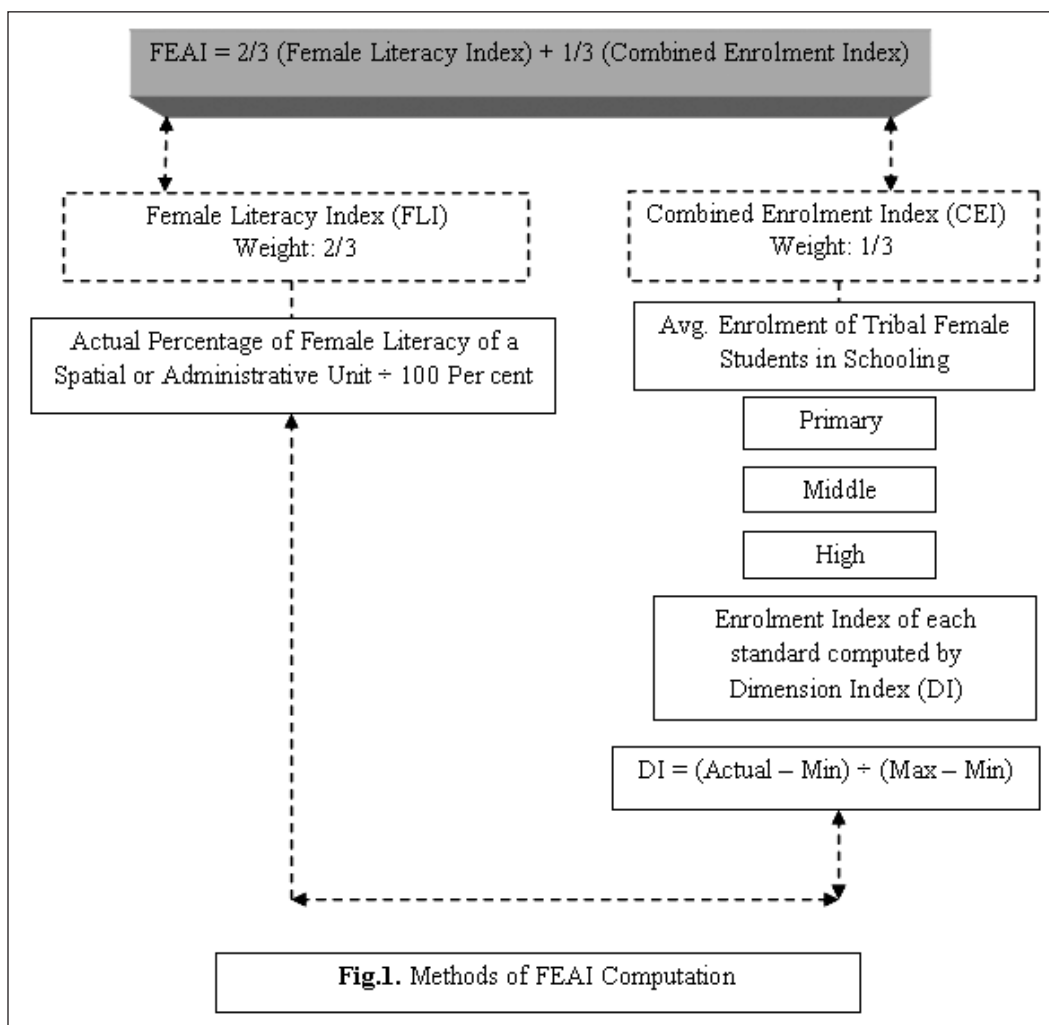 FEAI = 2/3 (Female Literacy Index) + 1/3 (Combined Enrolment Index)
Female Literacy Index (FLI)
Weight: 2/3
Combined Enrolment Index (CEI)
Weight: 1/3
Actual Percentage of Female Literacy of a
Spatial or Administrative Unit ÷ 100 Per cent
Avg. Enrolment of Tribal Female
Students in Schooling
Primary
Middle
High
Enrolment Index of each
standard computed by
Dimension Index (DI)
DI = (Actual – Min) ÷ (Max – Min)
Fig.1. Methods of FEAI Computation